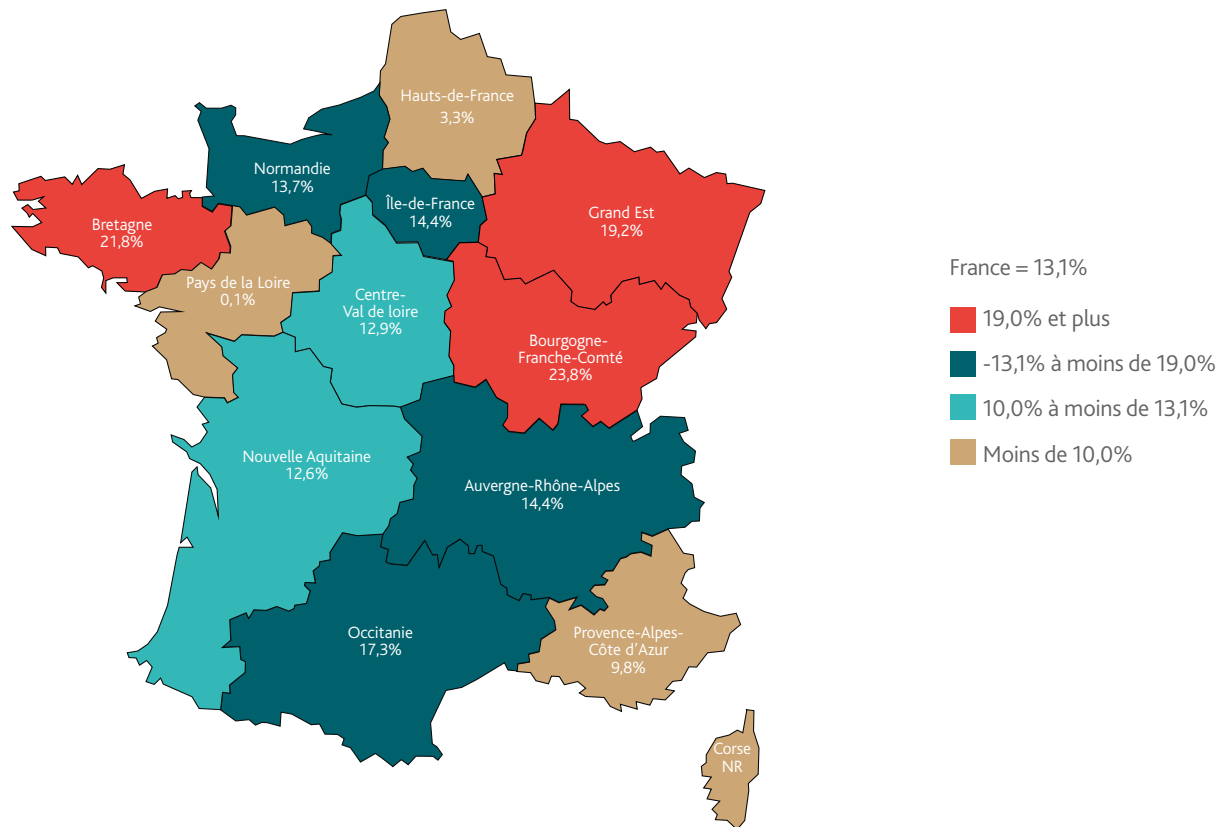 Hauts-de-France
3,3%
Normandie
13,7%
Île-de-France
14,4%
Grand Est
19,2%
Bretagne
21,8%
Pays de la Loire
0,1%
Centre-
Val de loire
12,9%
Bourgogne-
Franche-Comté
23,8%
Nouvelle Aquitaine
12,6%
Auvergne-Rhône-Alpes
14,4%
Occitanie
17,3%
Provence-Alpes-
Côte d'Azur
9,8%
Corse
NR
France = 13,1%
19,0% et plus
-13,1% à moins de 19,0%
10,0% à moins de 13,1%
Moins de 10,0%